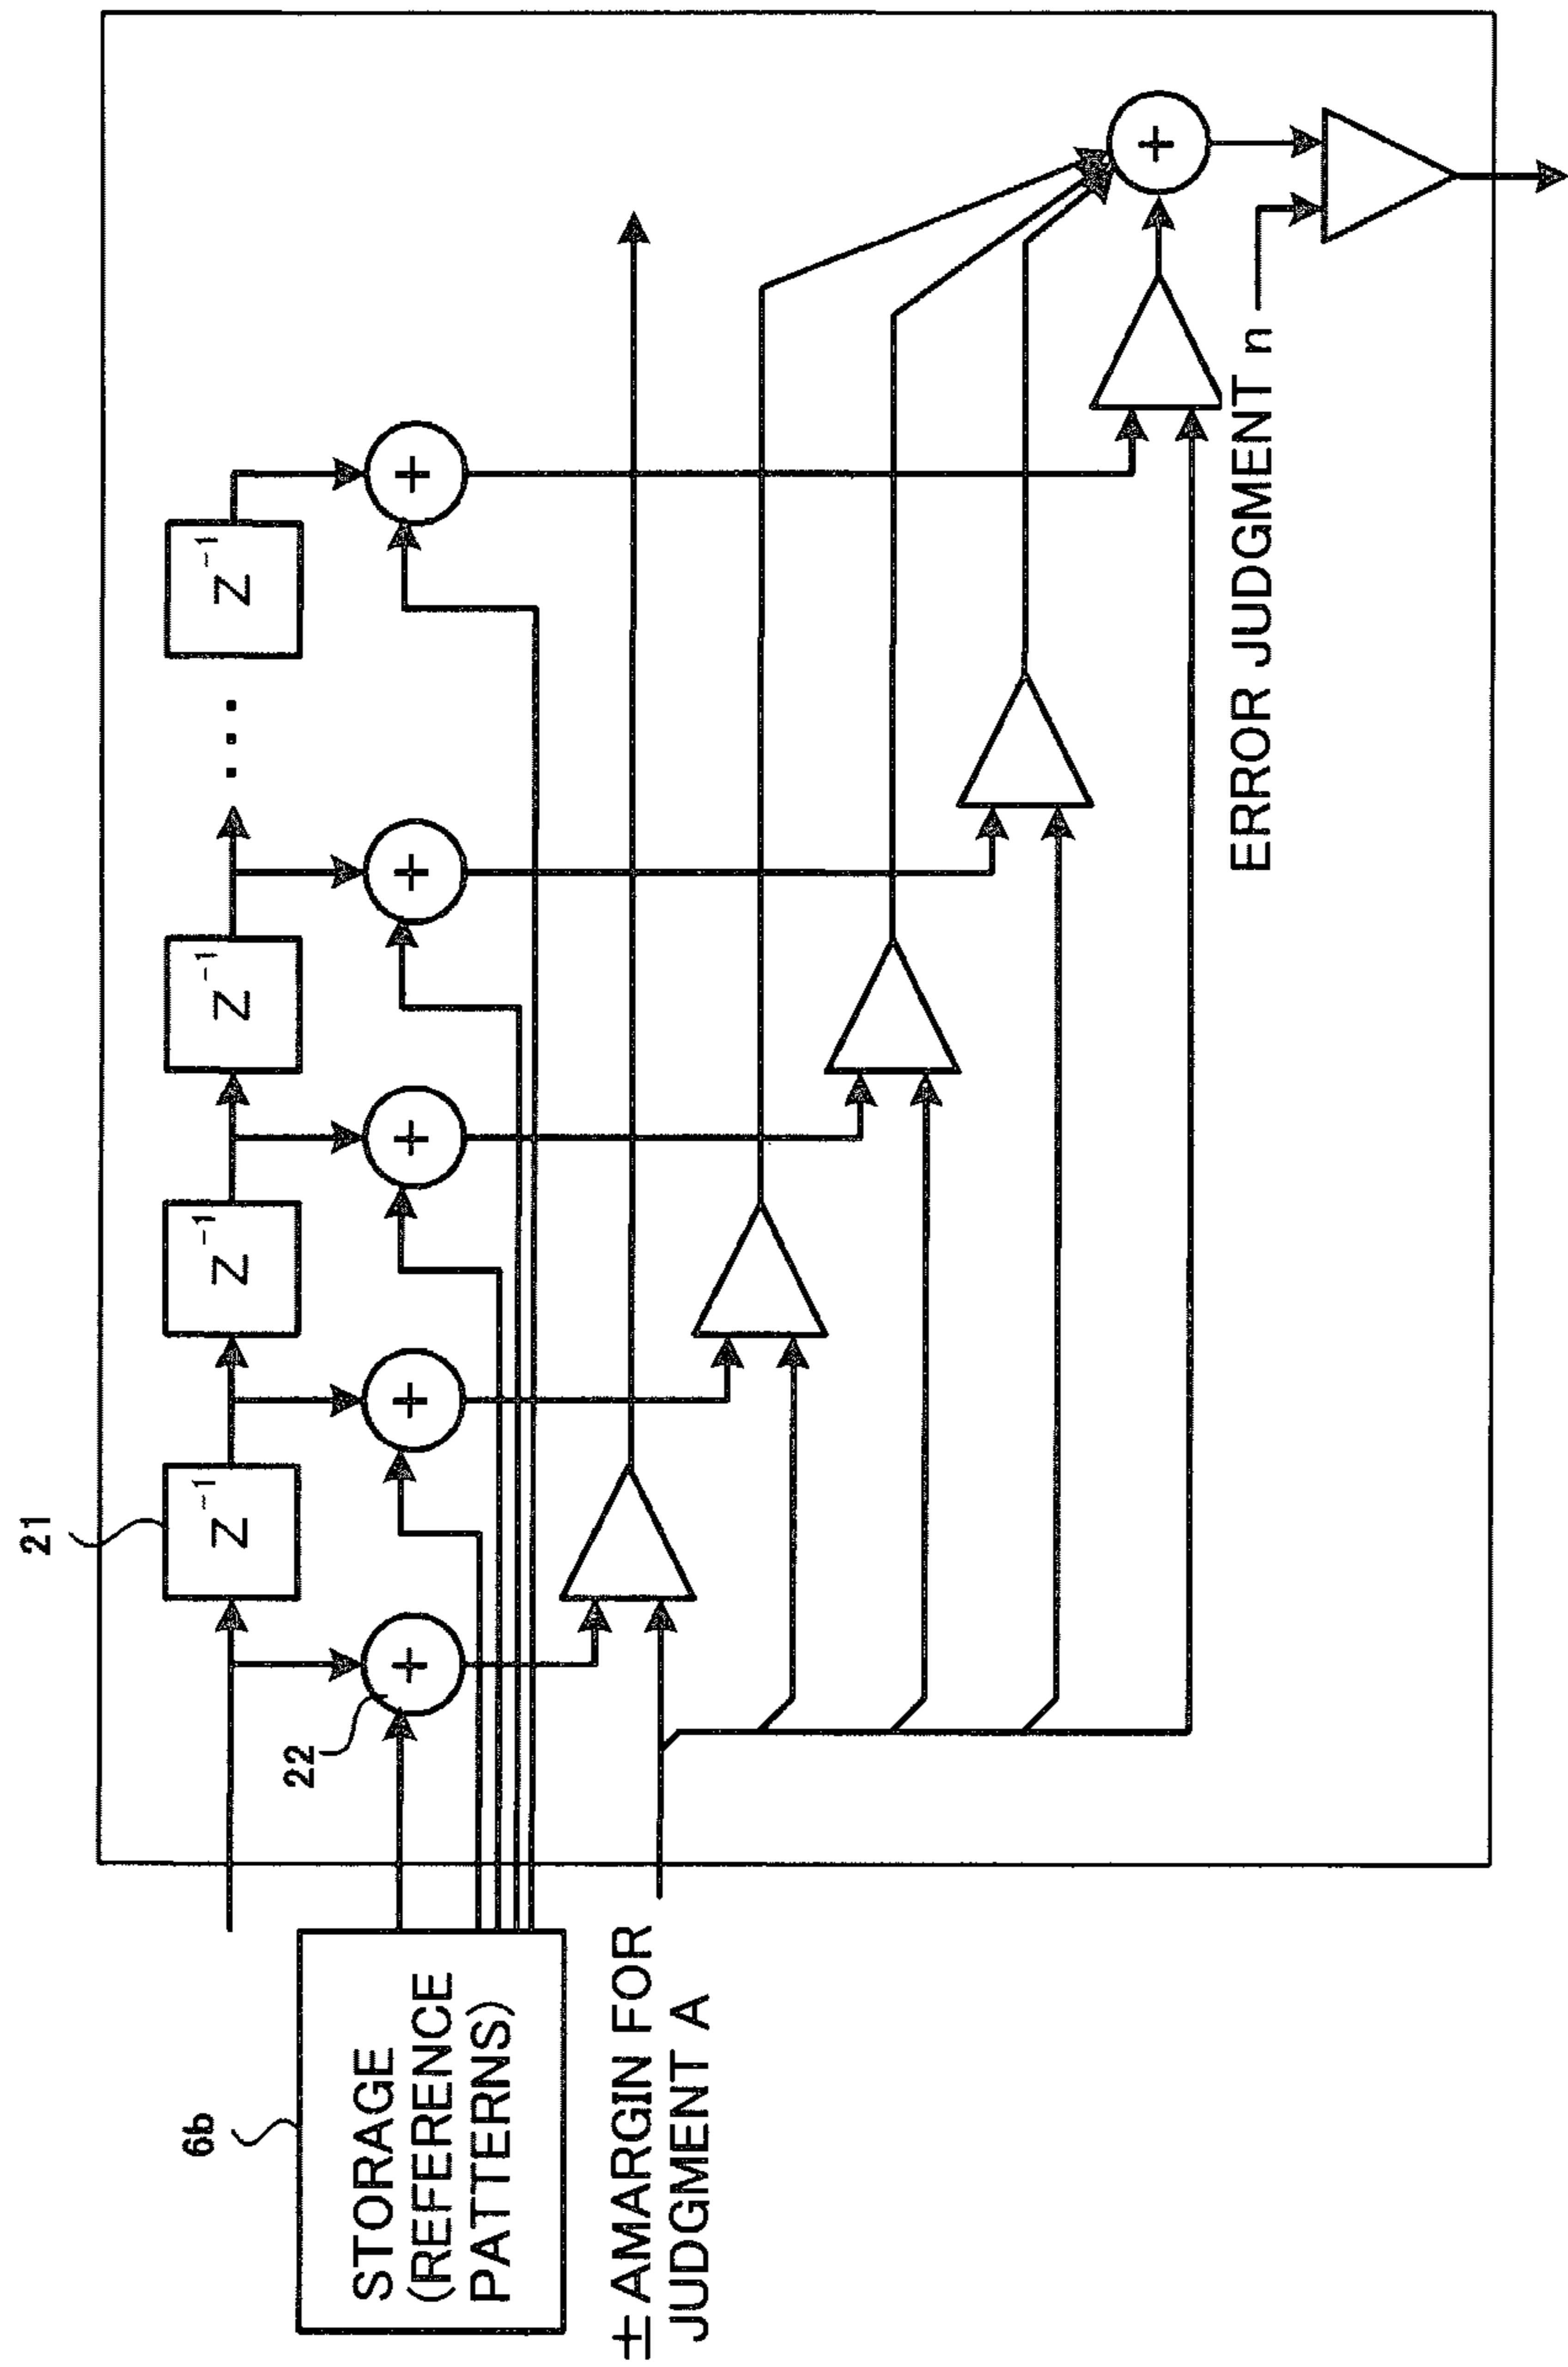 21
Z⁻¹
Z⁻¹
Z⁻¹
Z⁻¹
...
22
+
+
+
+
+
+
6b
STORAGE
(REFERENCE
PATTERNS)
±AMARGIN FOR
JUDGMENT A
ERROR JUDGMENT n